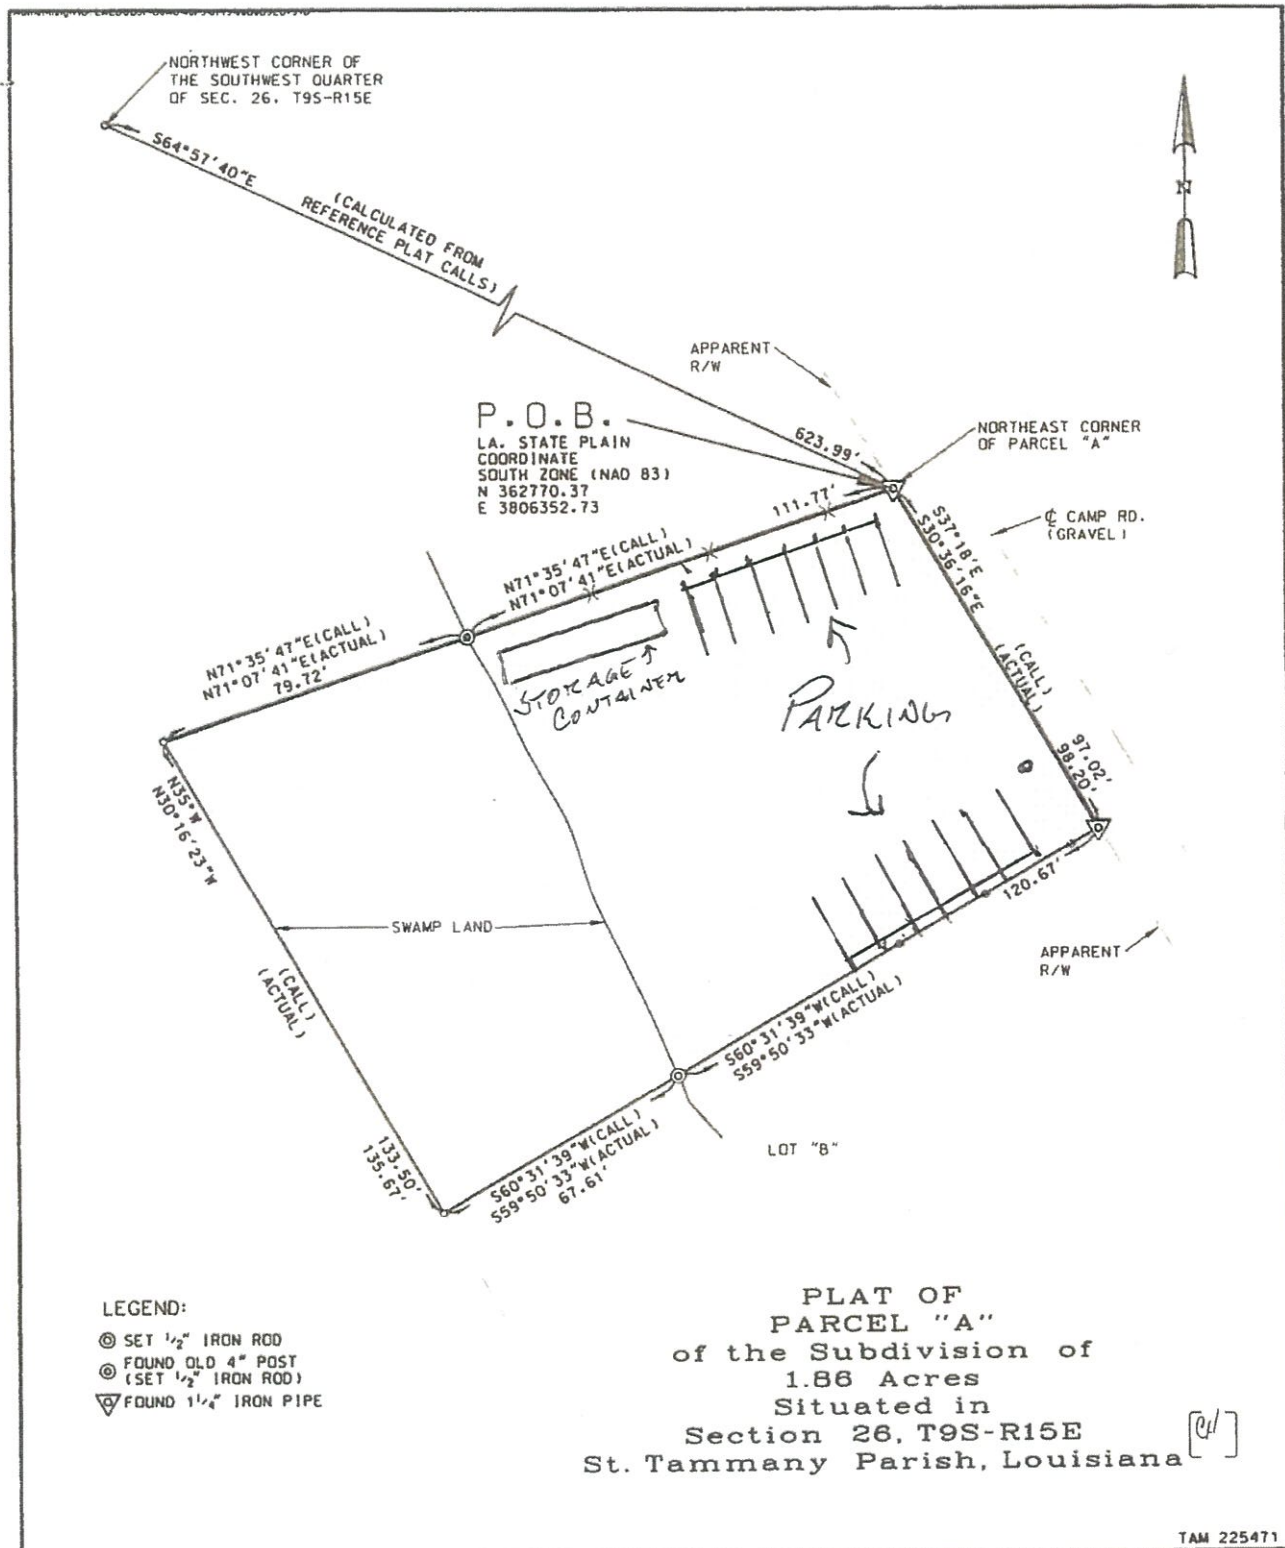 NORTHWEST CORNER OF
THE SOUTHWEST QUARTER
OF SEC. 26, T9S-R15E
S64°57'40"E
(CALCULATED FROM
REFERENCE PLAT CALLS)
N
APPARENT
R/W
P.O.B.
LA. STATE PLAIN
COORDINATE
SOUTH ZONE (NAD 83)
N 362770.37
E 3806352.73
623.99'
NORTHEAST CORNER
OF PARCEL "A"
111.77'
℄ CAMP RD.
(GRAVEL)
S37°18'E
S30°36'16"E
(CALL)
(ACTUAL)
97.02'
98.20'
N71°35'47"E(CALL)
N71°07'41"E(ACTUAL)
N71°35'47"E(CALL)
N71°07'41"E(ACTUAL)
79.72'
STORAGE
CONTAINER
PARKING
N35°W
N30°16'23"W
(CALL)
(ACTUAL)
133.50'
135.67'
SWAMP LAND
120.67'
APPARENT
R/W
S60°31'39"W(CALL)
S59°50'33"W(ACTUAL)
S60°31'39"W(CALL)
S59°50'33"W(ACTUAL)
67.61'
LOT "B"
LEGEND:
SET 1/2" IRON ROD
FOUND OLD 4" POST
(SET 1/2" IRON ROD)
FOUND 1 1/4" IRON PIPE
PLAT OF
PARCEL "A"
of the Subdivision of
1.86 Acres
Situated in
Section 26, T9S-R15E
St. Tammany Parish, Louisiana
TAM 225471